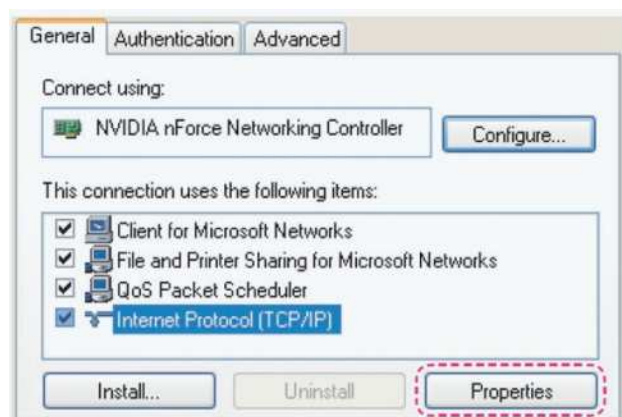 General Authentication Advanced
Connect using:
NVIDIA nForce Networking Controller Configure...
This connection uses the following items:
Client for Microsoft Networks
File and Printer Sharing for Microsoft Networks
QoS Packet Scheduler
Internet Protocol (TCP/IP)
Install... Uninstall Properties